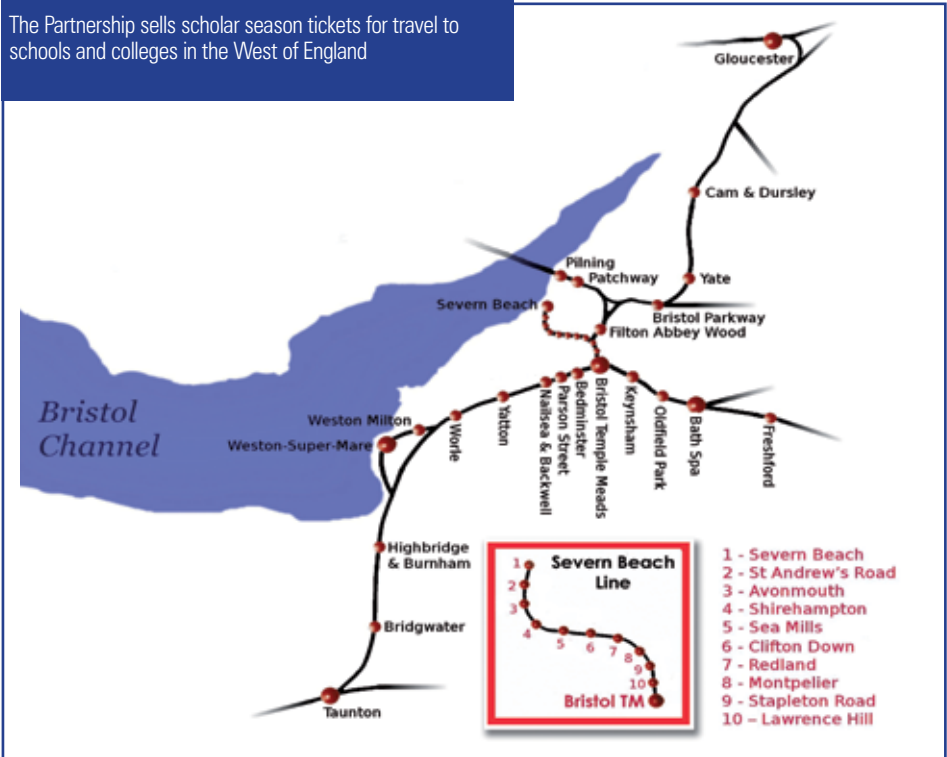 The Partnership sells scholar season tickets for travel to
schools and colleges in the West of England
Gloucester
Cam & Dursley
Pilning
Patchway
Yate
Severn Beach
Bristol Parkway
Filton Abbey Wood
Bristol
Channel
Weston Milton
Weston-Super-Mare
Worle
Yatton
Nailsea & Backwell
Parson Street
Bedminster
Bristol Temple Meads
Keynsham
Oldfield Park
Bath Spa
Freshford
Highbridge
& Burnham
Bridgwater
Taunton
Severn Beach
Line
1
2
3
4
5
6
7
8
9
10
Bristol TM
1 - Severn Beach
2 - St Andrew's Road
3 - Avonmouth
4 - Shirehampton
5 - Sea Mills
6 - Clifton Down
7 - Redland
8 - Montpelier
9 - Stapleton Road
10 – Lawrence Hill